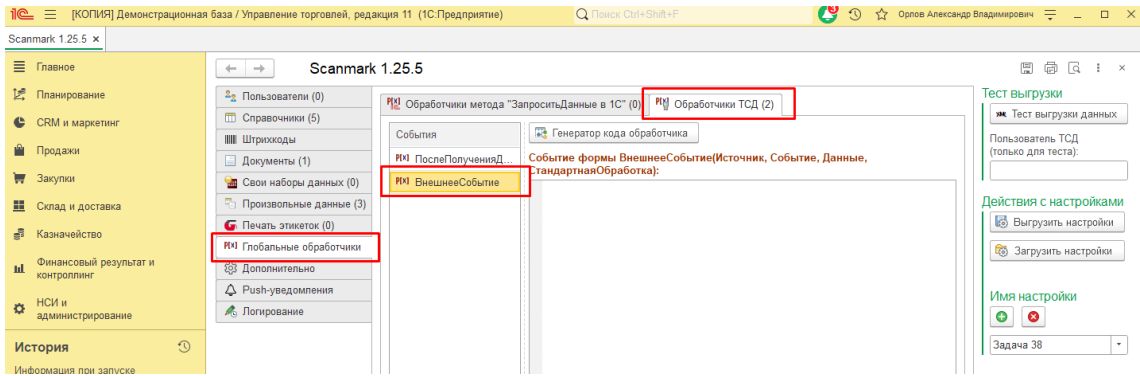 1С [КОПИЯ] Демонстрационная база / Управление торговлей, редакция 11 (1С:Предприятие) Поиск Ctrl+Shift+F 3 Орлов Александр Владимирович
Scanmark 1.25.5 ×
Главное
Планирование
CRM и маркетинг
Продажи
Закупки
Склад и доставка
Казначейство
Финансовый результат и
контроллинг
НСИ и
администрирование
История
Информация при запуске
Scanmark 1.25.5
Пользователи (0)
Справочники (5)
Штрихкоды
Документы (1)
Свои наборы данных (0)
Произвольные данные (3)
Печать этикеток (0)
Р[х] Глобальные обработчики
Дополнительно
Push-уведомления
Логирование
Р[х] Обработчики метода "ЗапроситьДанные в 1С" (0)
Р[х] Обработчики ТСД (2)
События
Р[х] ПослеПолученияД...
Р[х] ВнешнееСобытие
Генератор кода обработчика
Событие формы ВнешнееСобытие(Источник, Событие, Данные,
СтандартнаяОбработка):
Тест выгрузки
Тест выгрузки данных
Пользователь ТСД
(только для теста):
Действия с настройками
Выгрузить настройки
Загрузить настройки
Имя настройки
Задача 38